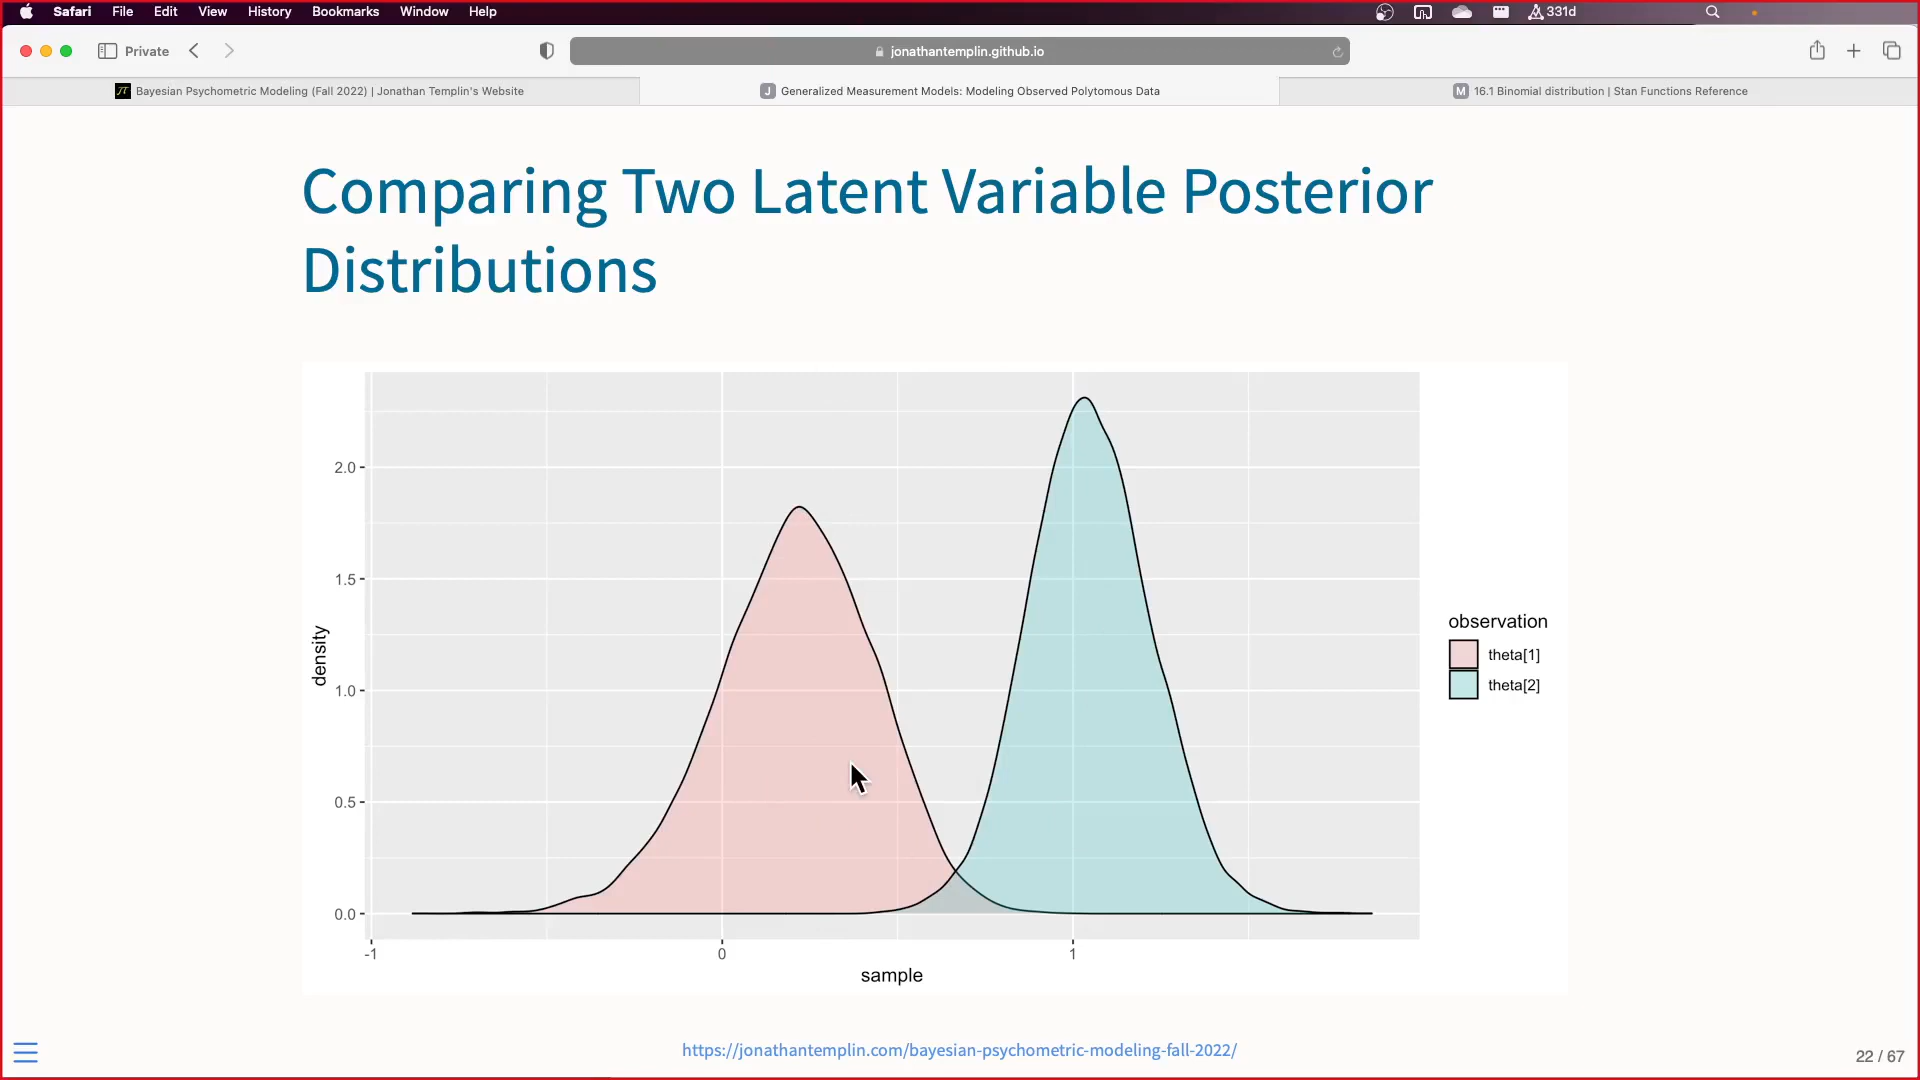 Safari File Edit View History Bookmarks Window Help 331d
Private jonathantemplin.github.io
Bayesian Psychometric Modeling (Fall 2022) | Jonathan Templin's Website
J Generalized Measurement Models: Modeling Observed Polytomous Data
M 16.1 Binomial distribution | Stan Functions Reference
Comparing Two Latent Variable Posterior
Distributions
2.0
1.5
1.0
0.5
0.0
density
-1 0 1
sample
observation
theta[1]
theta[2]
https://jonathantemplin.com/bayesian-psychometric-modeling-fall-2022/
22 / 67